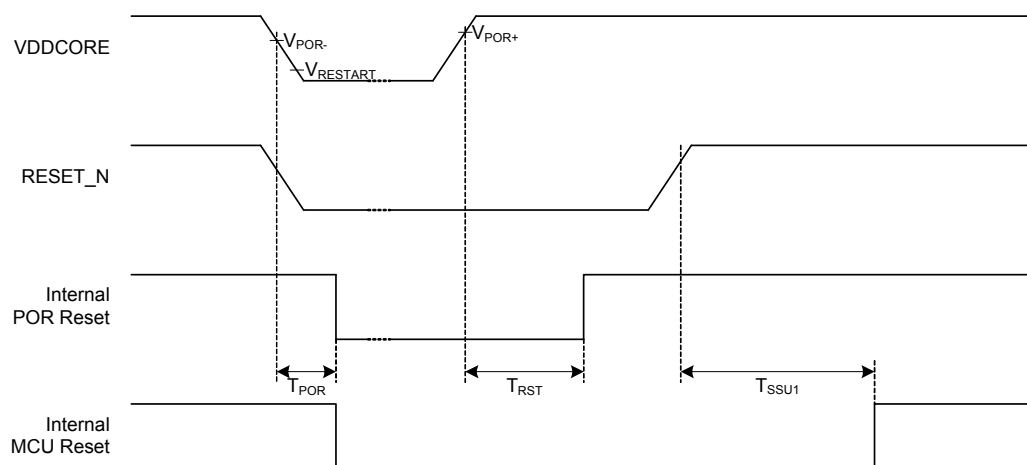 VDDCORE
VPOR-
VRESTART
VPOR+
RESET_N
Internal
POR Reset
TPOR
TRST
TSSU1
Internal
MCU Reset